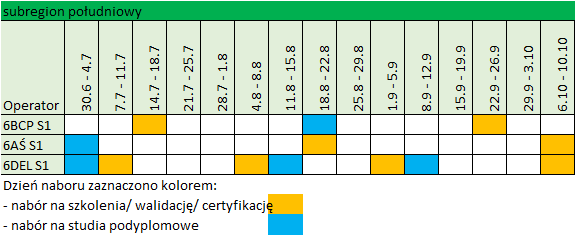 subregion południowy
Operator 30.6 - 4.7 7.7 - 11.7 14.7 - 18.7 21.7 - 25.7 28.7 - 1.8 4.8 - 8.8 11.8 - 15.8 18.8 - 22.8 25.8 - 29.8 1.9 - 5.9 8.9 - 12.9 15.9 - 19.9 22.9 - 26.9 29.9 - 3.10 6.10 - 10.10
6BCP S1
6AŚ S1
6DEL S1
Dzień naboru zaznaczono kolorem:
- nabór na szkolenia/ walidację/ certyfikację
- nabór na studia podyplomowe